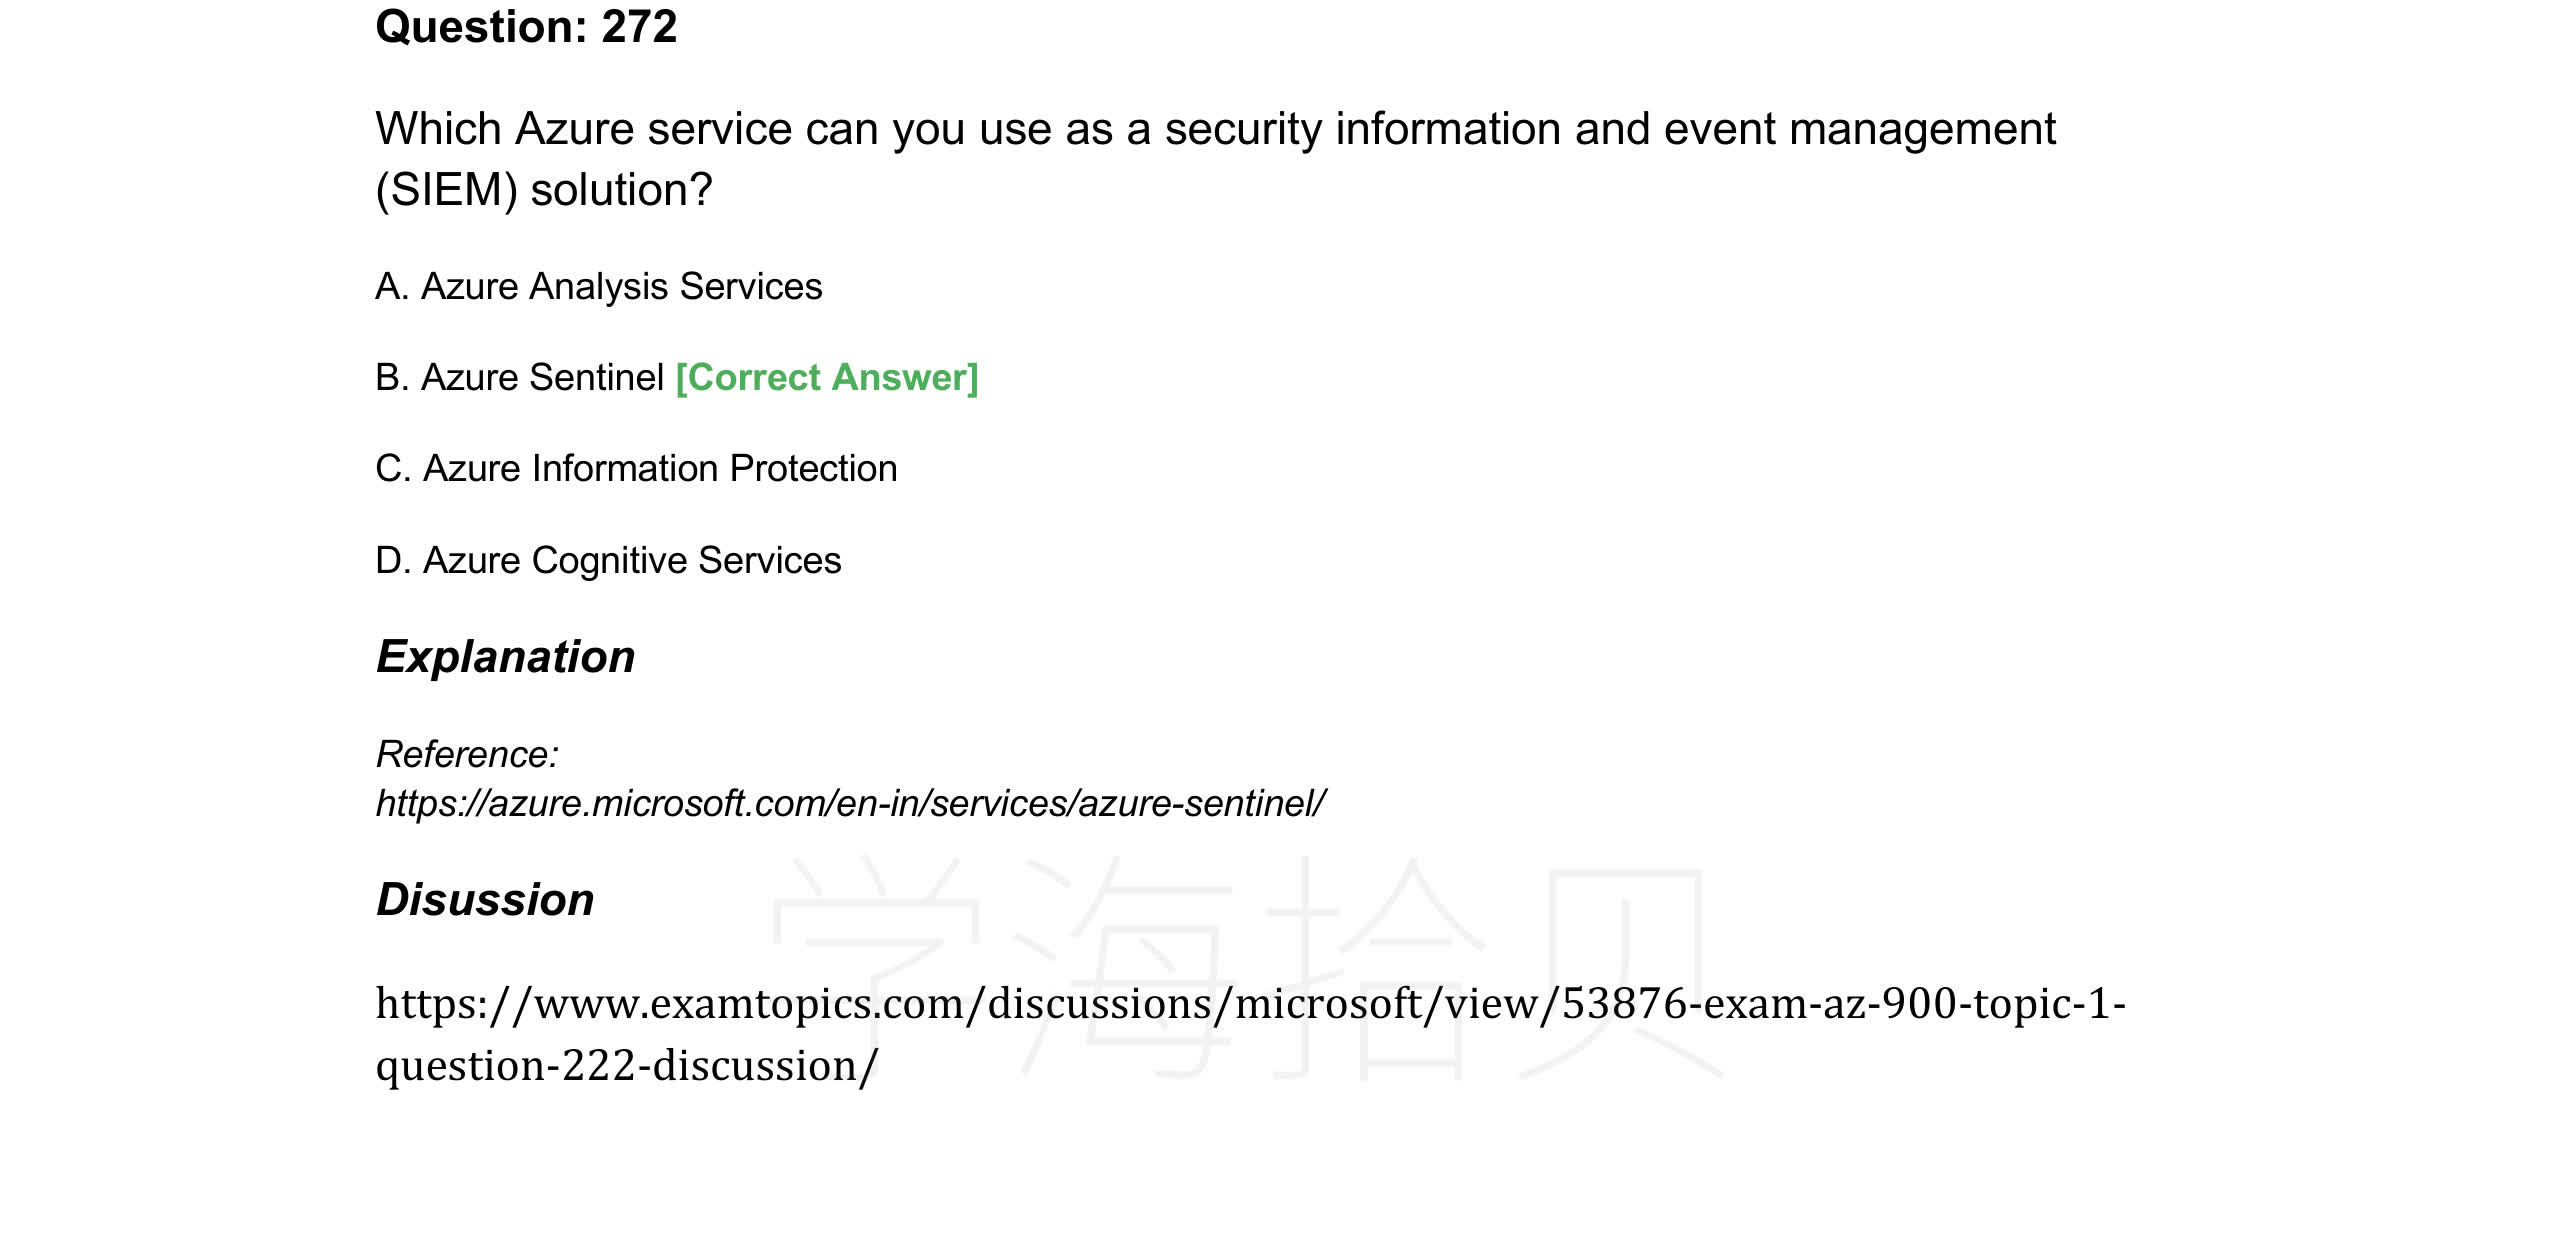 Question: 272
Which Azure service can you use as a security information and event management
(SIEM) solution?
A. Azure Analysis Services
B. Azure Sentinel [Correct Answer]
C. Azure Information Protection
D. Azure Cognitive Services
Explanation
Reference:
https://azure.microsoft.com/en-in/services/azure-sentinel/
Disussion
学海拾贝
https://www.examtopics.com/discussions/microsoft/view/53876-exam-az-900-topic-1-
question-222-discussion/